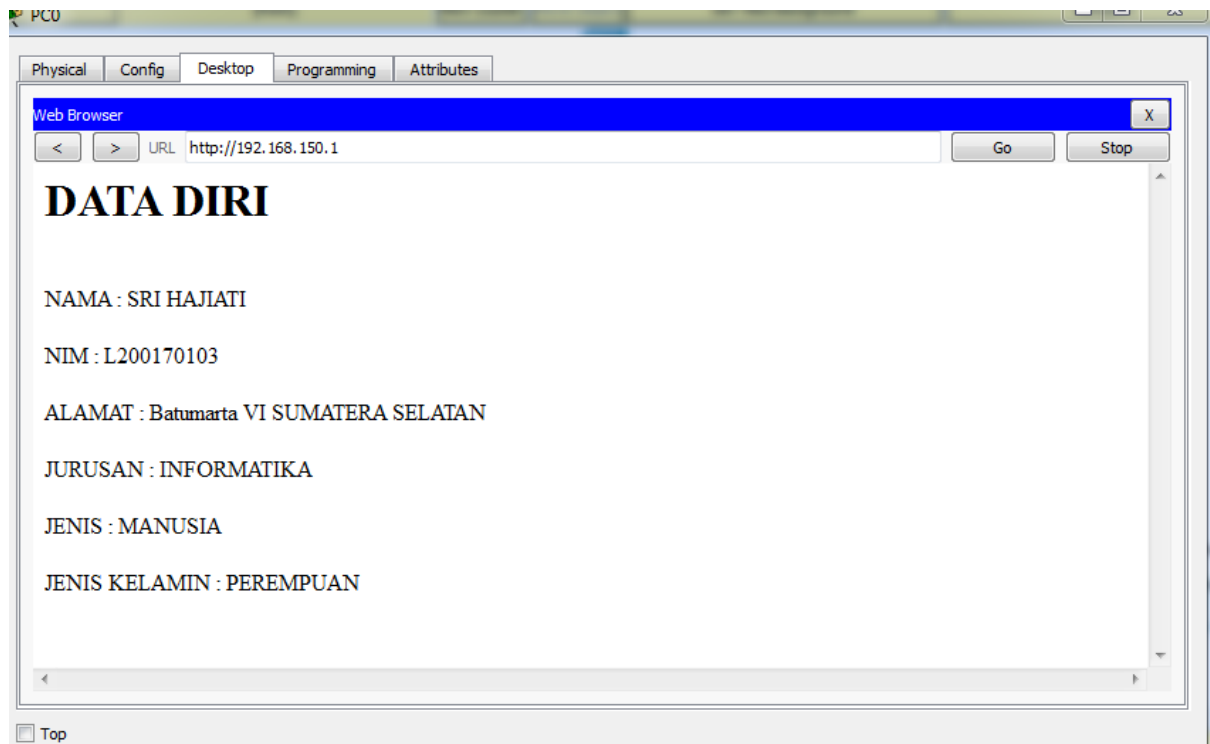 PC0
Physical Config Desktop Programming Attributes
Web Browser X
< > URL http://192.168.150.1 Go Stop
DATA DIRI
NAMA : SRI HAJIATI
NIM : L200170103
ALAMAT : Batumarta VI SUMATERA SELATAN
JURUSAN : INFORMATIKA
JENIS : MANUSIA
JENIS KELAMIN : PEREMPUAN
Top